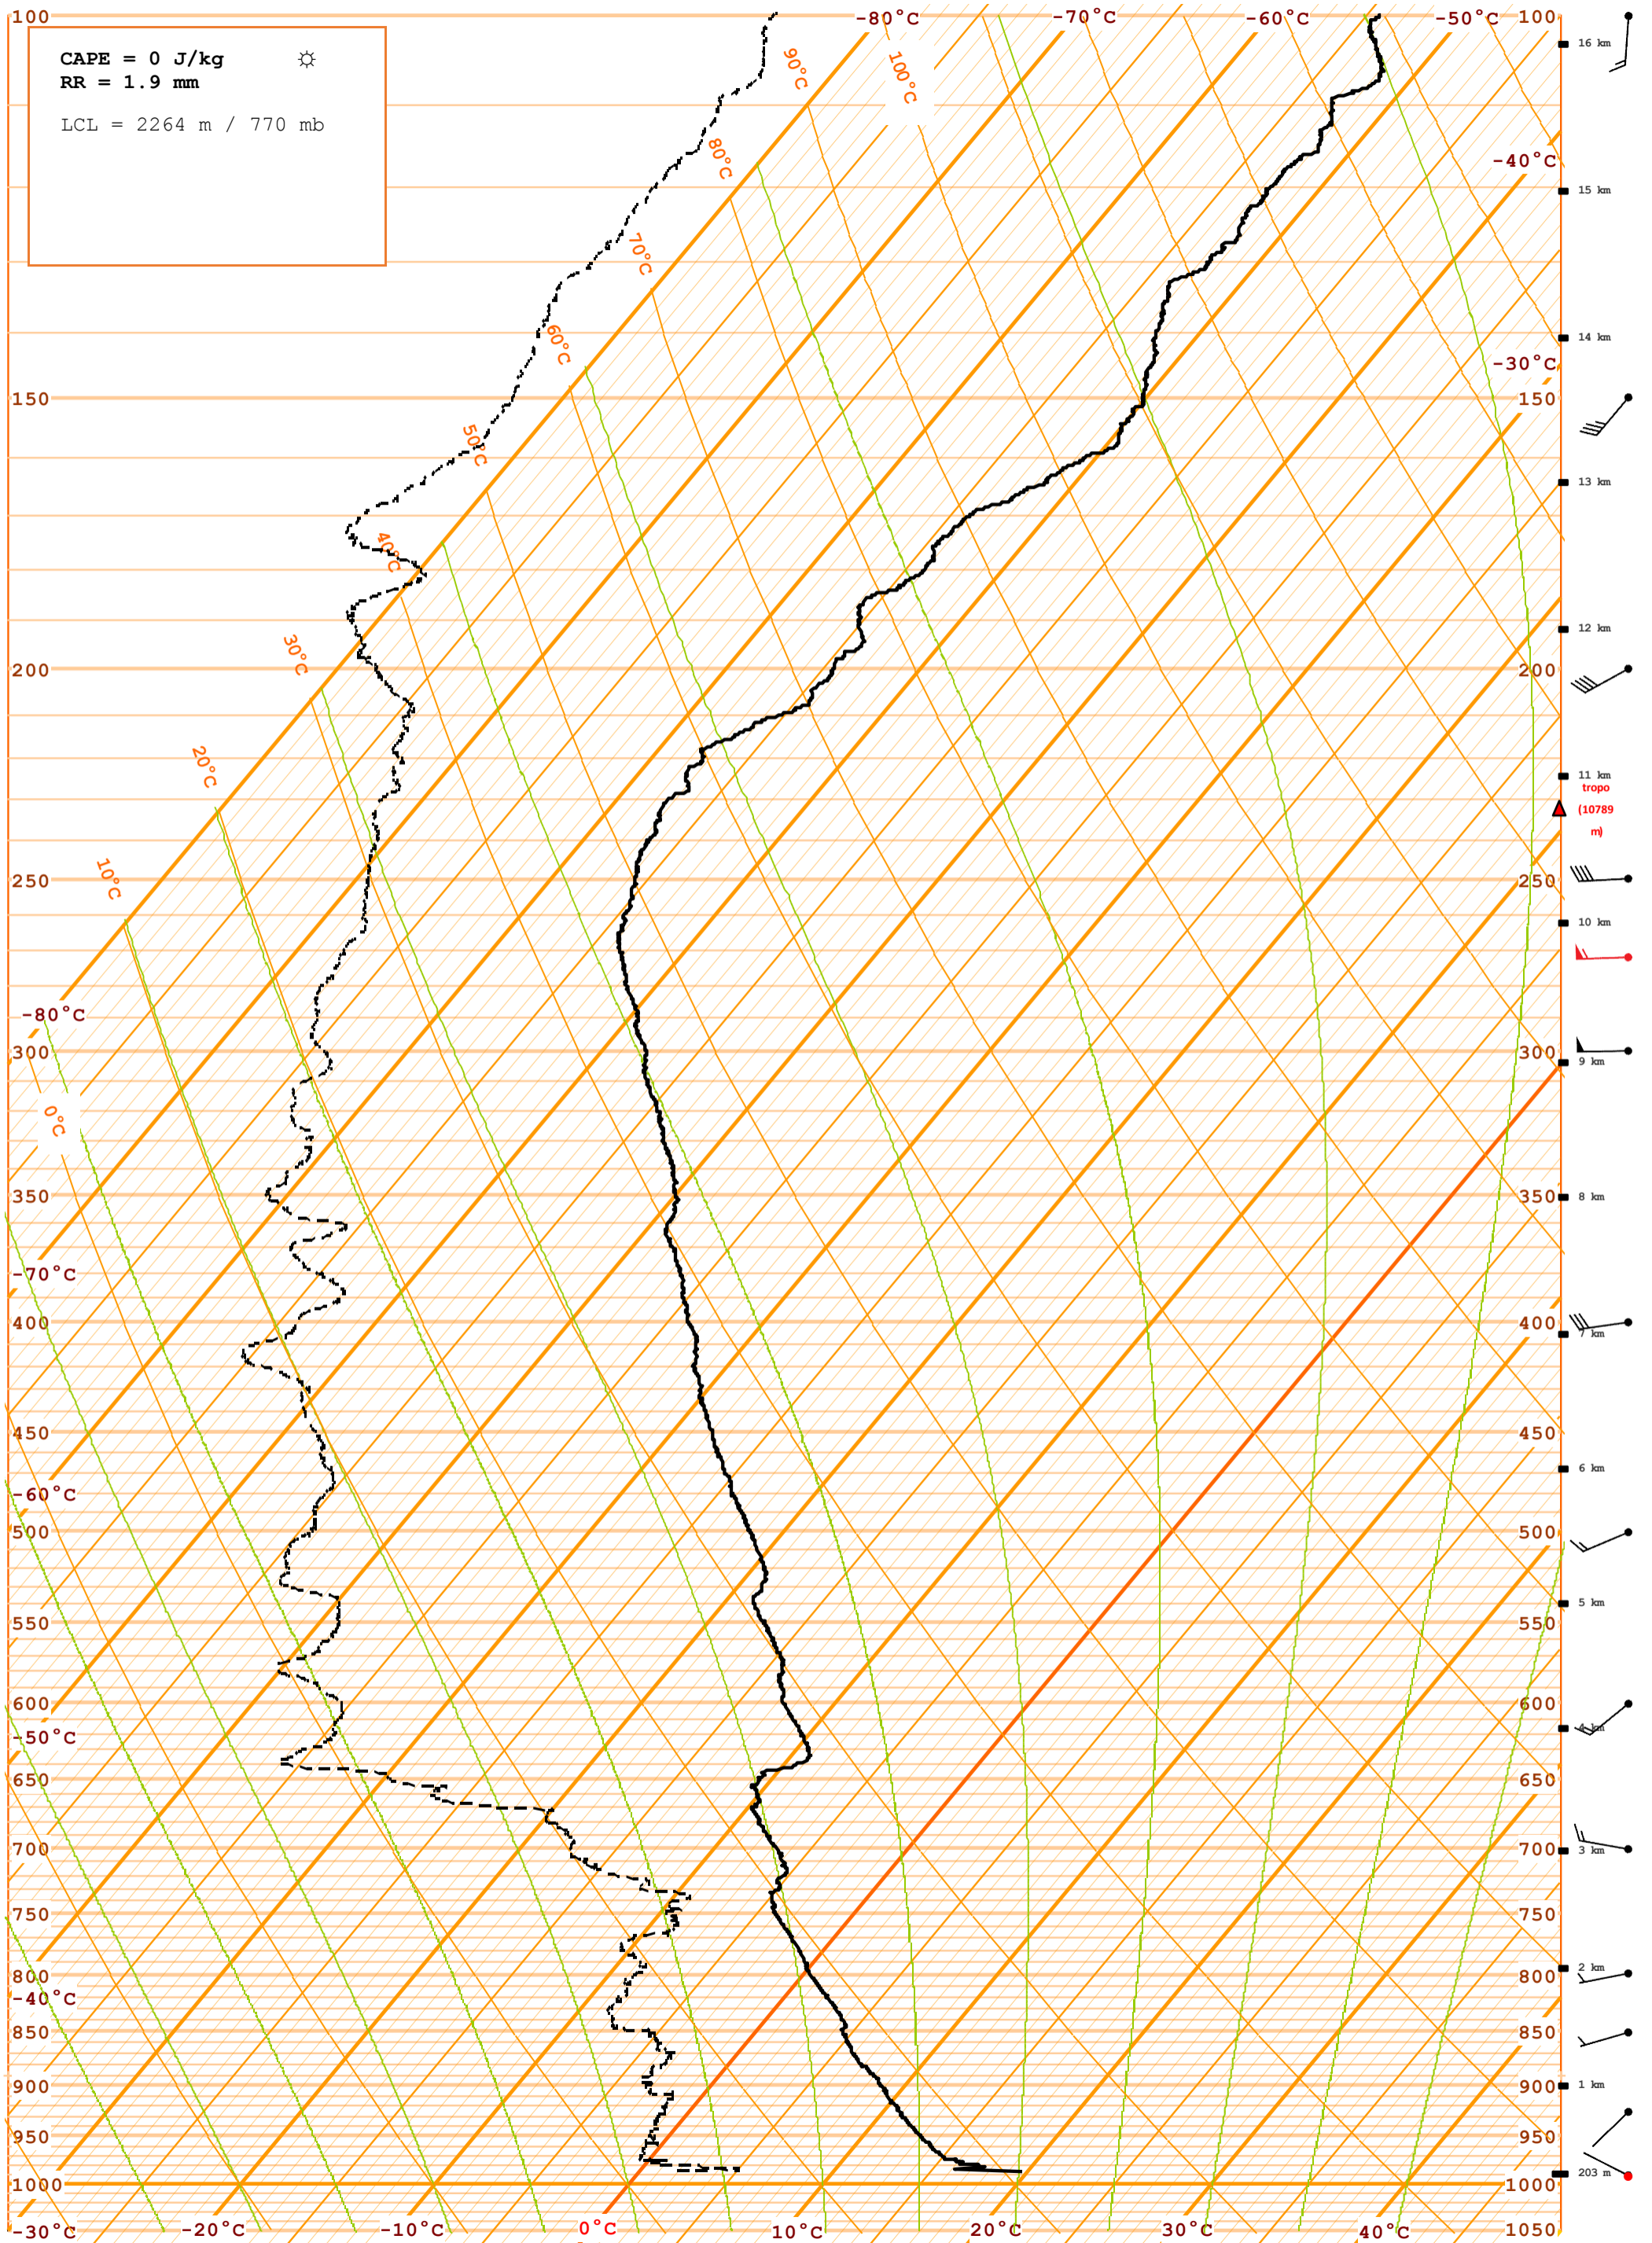 100 -80°C -70°C -60°C -50°C 100
CAPE = 0 J/kg ☼
RR = 1.9 mm
LCL = 2264 m / 770 mb
16 km
90°C
100°C
80°C
-40°C
15 km
70°C
14 km
60°C
-30°C
150 150
50°C
13 km
40°C
12 km
30°C
200 200
20°C
11 km
tropo
(10789
m)
10°C
250 250
10 km
-80°C
300 300
9 km
0°C
350 350
8 km
-70°C
400 400
7 km
450 450
6 km
-60°C
500 500
5 km
550 550
600 600
4 km
-50°C
650 650
700 700
3 km
750 750
2 km
800 800
-40°C
850 850
900 900
1 km
950 950
203 m
1000 1000
-30°C -20°C -10°C 0°C 10°C 20°C 30°C 40°C 1050